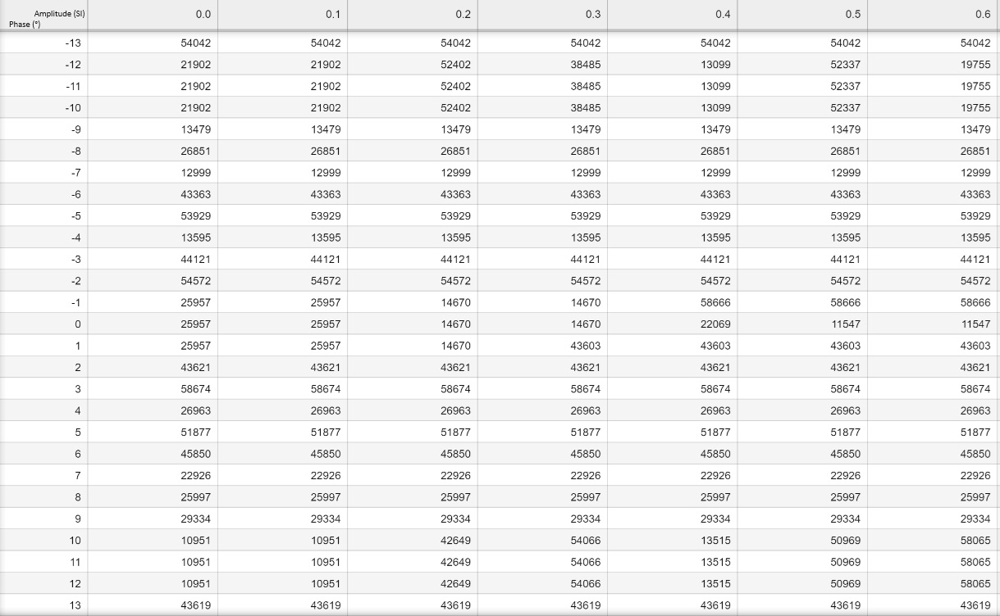 Amplitude (SI) 0.0 0.1 0.2 0.3 0.4 0.5 0.6
Phase (°)
-13 54042 54042 54042 54042 54042 54042 54042
-12 21902 21902 52402 38485 13099 52337 19755
-11 21902 21902 52402 38485 13099 52337 19755
-10 21902 21902 52402 38485 13099 52337 19755
-9 13479 13479 13479 13479 13479 13479 13479
-8 26851 26851 26851 26851 26851 26851 26851
-7 12999 12999 12999 12999 12999 12999 12999
-6 43363 43363 43363 43363 43363 43363 43363
-5 53929 53929 53929 53929 53929 53929 53929
-4 13595 13595 13595 13595 13595 13595 13595
-3 44121 44121 44121 44121 44121 44121 44121
-2 54572 54572 54572 54572 54572 54572 54572
-1 25957 25957 14670 14670 58666 58666 58666
0 25957 25957 14670 14670 22069 11547 11547
1 25957 25957 14670 43603 43603 43603 43603
2 43621 43621 43621 43621 43621 43621 43621
3 58674 58674 58674 58674 58674 58674 58674
4 26963 26963 26963 26963 26963 26963 26963
5 51877 51877 51877 51877 51877 51877 51877
6 45850 45850 45850 45850 45850 45850 45850
7 22926 22926 22926 22926 22926 22926 22926
8 25997 25997 25997 25997 25997 25997 25997
9 29334 29334 29334 29334 29334 29334 29334
10 10951 10951 42649 54066 13515 50969 58065
11 10951 10951 42649 54066 13515 50969 58065
12 10951 10951 42649 54066 13515 50969 58065
13 43619 43619 43619 43619 43619 43619 43619